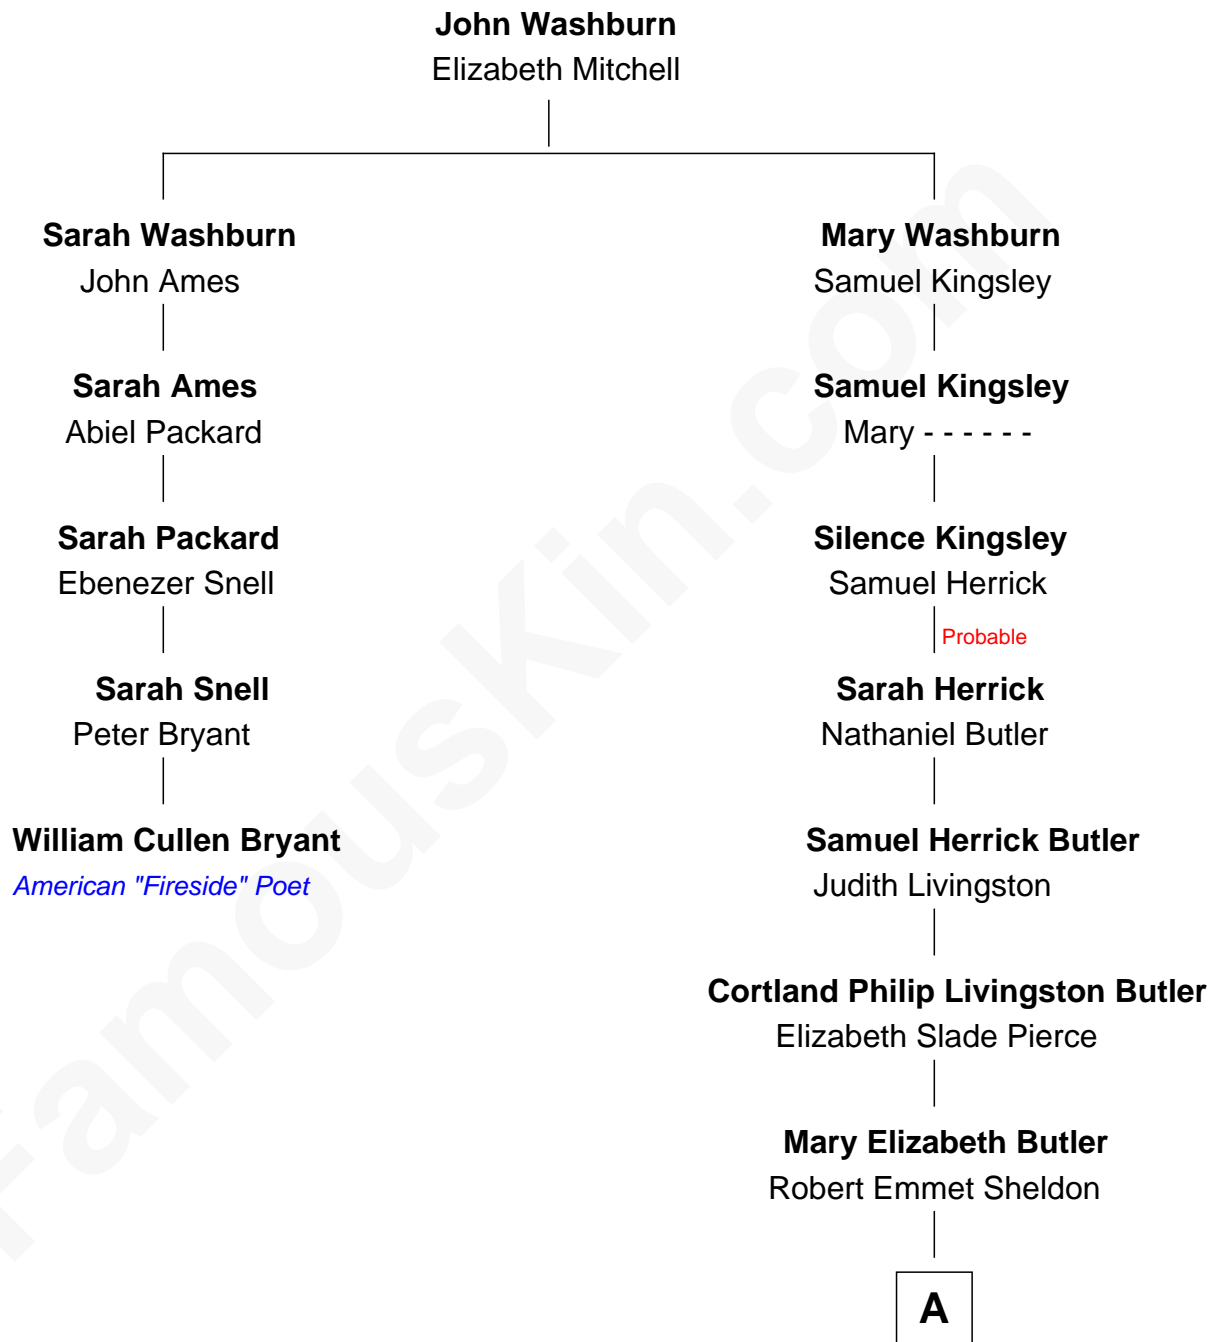 John Washburn
Elizabeth Mitchell
Sarah Washburn
John Ames
Mary Washburn
Samuel Kingsley
Sarah Ames
Abiel Packard
Samuel Kingsley
Mary - - - - - -
Sarah Packard
Ebenezer Snell
Silence Kingsley
Samuel Herrick
Probable
Sarah Snell
Peter Bryant
Sarah Herrick
Nathaniel Butler
William Cullen Bryant
American "Fireside" Poet
Samuel Herrick Butler
Judith Livingston
Cortland Philip Livingston Butler
Elizabeth Slade Pierce
Mary Elizabeth Butler
Robert Emmet Sheldon
A
FamousKin.com